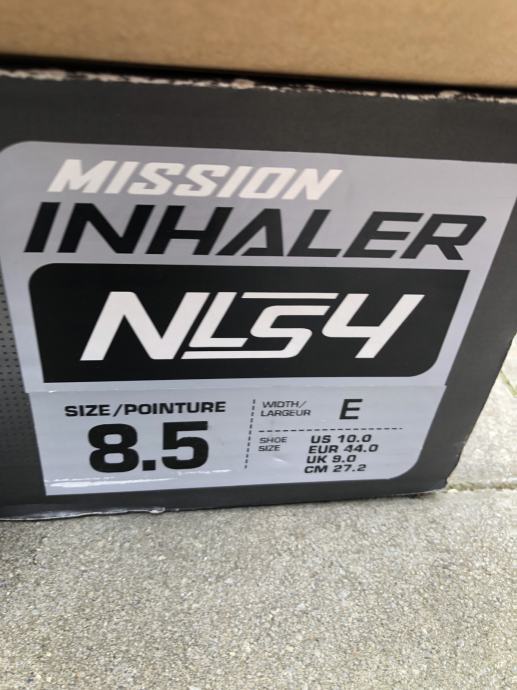 MISSION
INHALER
NLS4
SIZE/POINTURE
8.5
WIDTH/
LARGEUR
E
SHOE
SIZE
US 10.0
EUR 44.0
UK 9.0
CM 27.2